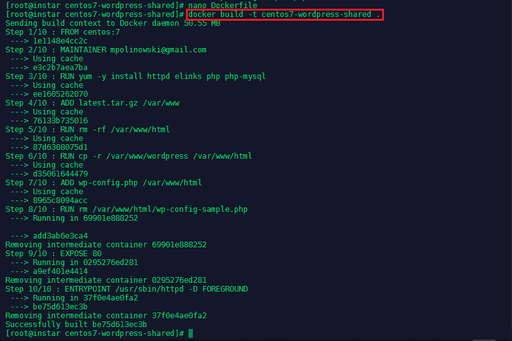 [root@instar centos7-wordpress-shared]# nano Dockerfile
[root@instar centos7-wordpress-shared]# docker build -t centos7-wordpress-shared .
Sending build context to Docker daemon 50.55 MB
Step 1/10 : FROM centos:7
---> 1e1148e4cc2c
Step 2/10 : MAINTAINER mpolinowski@gmail.com
---> Using cache
---> e3c2b7aea7ba
Step 3/10 : RUN yum -y install httpd elinks php php-mysql
---> Using cache
---> ee1605262070
Step 4/10 : ADD latest.tar.gz /var/www
---> Using cache
---> 76133b735016
Step 5/10 : RUN rm -rf /var/www/html
---> Using cache
---> 87d6308075d1
Step 6/10 : RUN cp -r /var/www/wordpress /var/www/html
---> Using cache
---> d35061644479
Step 7/10 : ADD wp-config.php /var/www/html
---> Using cache
---> 8965c8094acc
Step 8/10 : RUN rm /var/www/html/wp-config-sample.php
---> Running in 69901e888252
---> add3ab6e3ca4
Removing intermediate container 69901e888252
Step 9/10 : EXPOSE 80
---> Running in 0295276ed281
---> a9ef401e4414
Removing intermediate container 0295276ed281
Step 10/10 : ENTRYPOINT /usr/sbin/httpd -D FOREGROUND
---> Running in 37f0e4ae0fa2
---> be75d613ec3b
Removing intermediate container 37f0e4ae0fa2
Successfully built be75d613ec3b
[root@instar centos7-wordpress-shared]#